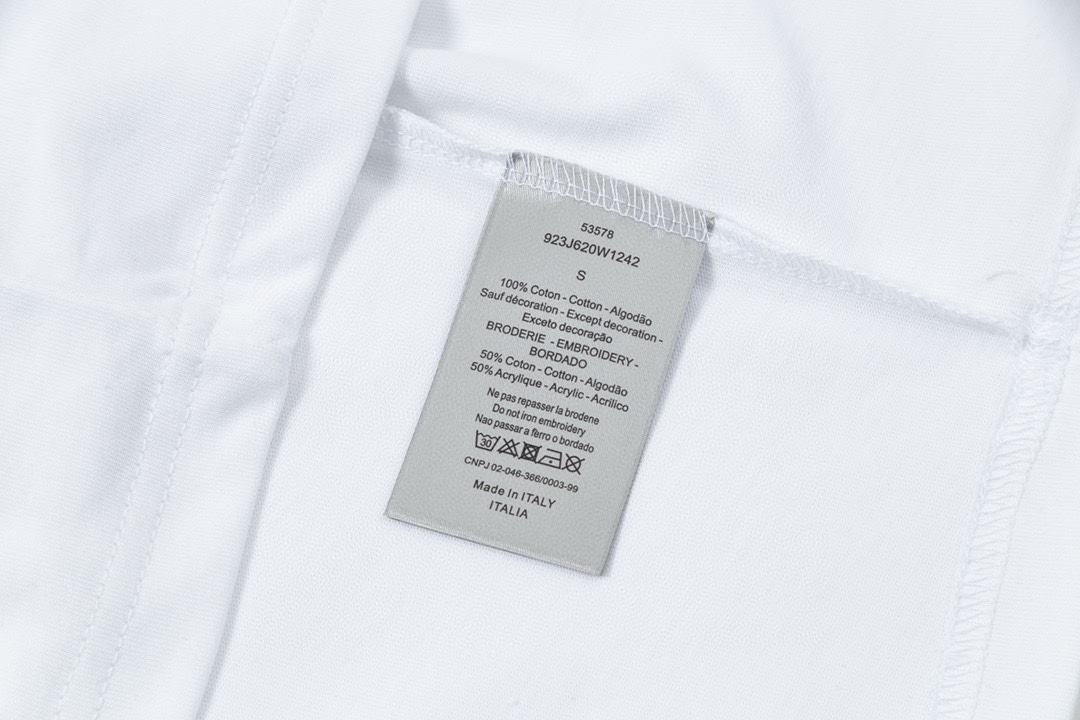 53578
923J620W1242
S
100% Coton - Cotton - Algodão
Sauf décoration - Except decoration -
Exceto decoração
BRODERIE - EMBROIDERY -
BORDADO
50% Coton - Cotton - Algodão
50% Acrylique - Acrylic - Acrilico
Ne pas repasser la brodene
Do not iron embroidery
Nao passar a ferro o bordado
30
CNPJ 02-046-366/0003-99
Made In ITALY
ITALIA